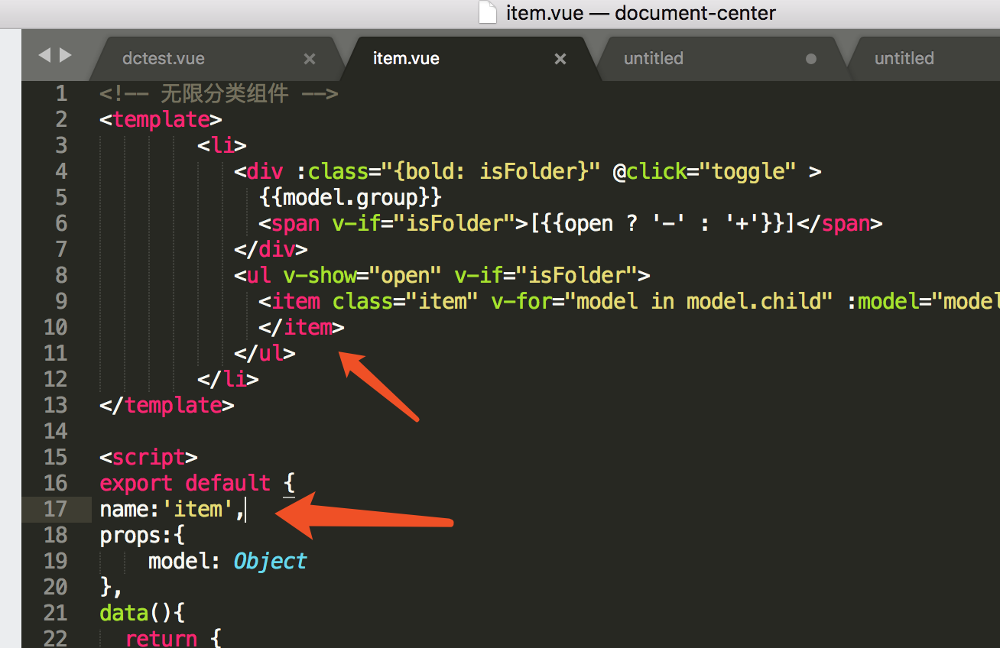 item.vue — document-center
dctest.vue
item.vue
untitled
untitled
1 <!-- 无限分类组件 -->
2 <template>
3 <li>
4 <div :class="{bold: isFolder}" @click="toggle" >
5 {{model.group}}
6 <span v-if="isFolder">[{{open ? '-' : '+'}}]</span>
7 </div>
8 <ul v-show="open" v-if="isFolder">
9 <item class="item" v-for="model in model.child" :model="model
10 </item>
11 </ul>
12 </li>
13 </template>
14
15 <script>
16 export default {
17 name:'item',
18 props:{
19 model: Object
20 },
21 data(){
22 return {